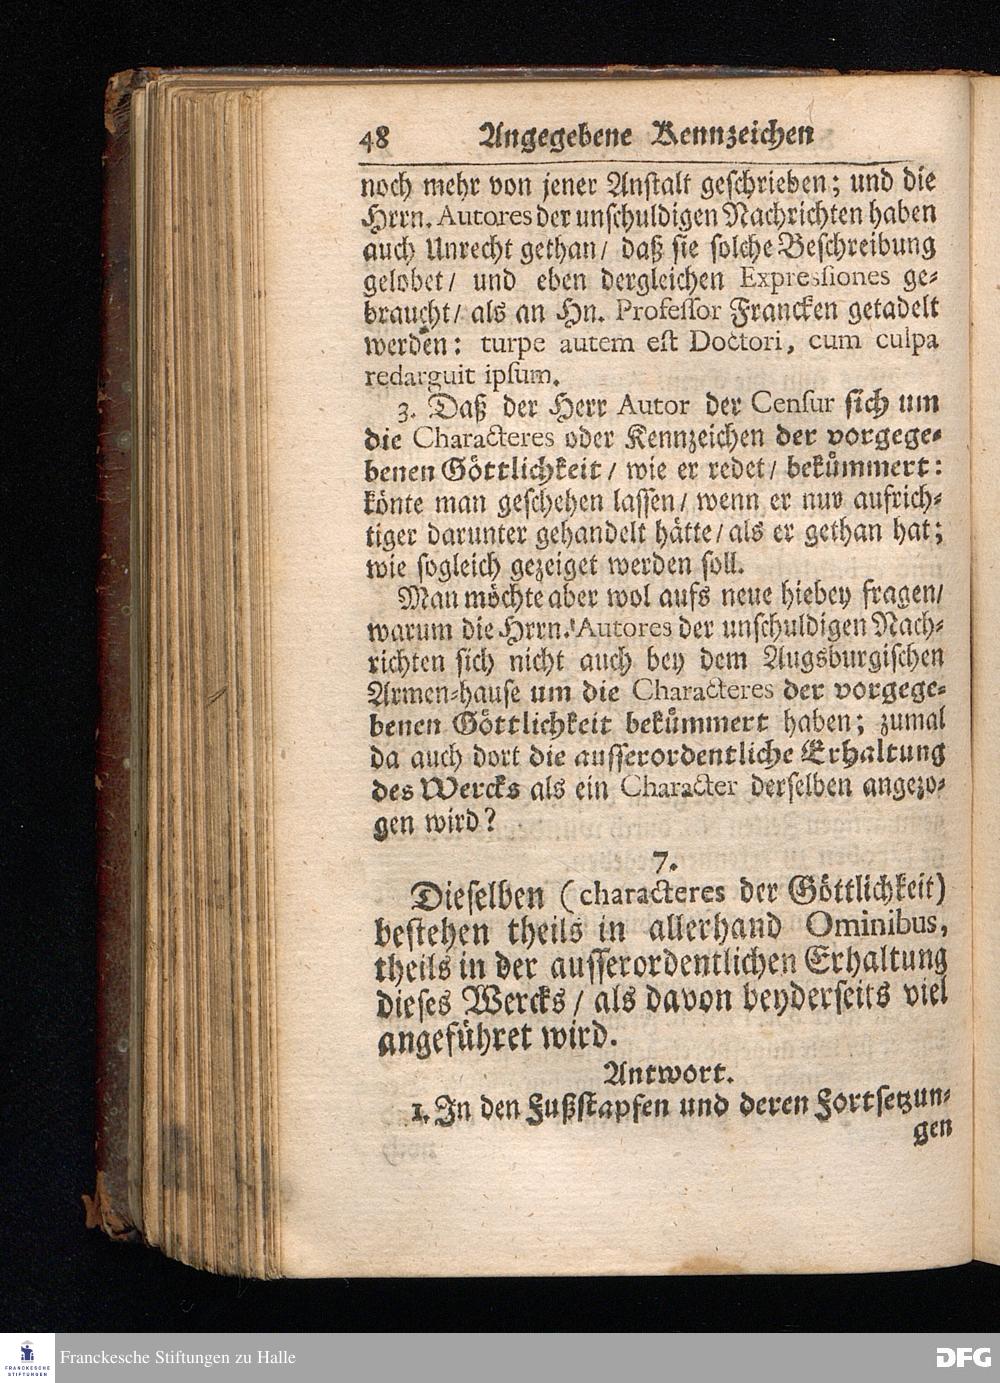 48 Angegebene Kennzeichen
noch mehr von jener Anstalt geschrieben; und die
Hrrn. Autores der unschuldigen Nachrichten haben
auch Unrecht gethan/ daß sie solche Beschreibung
gelobet/ und eben dergleichen Expressiones ge-
braucht/ als an Hn. Professor Francken getadelt
werden: turpe autem est Doctori, cum culpa
redarguit ipsum.
3. Daß der Herr Autor der Censur sich um
die Characteres oder Kennzeichen der vorgege-
benen Göttlichkeit/ wie er redet/ bekümmert:
könte man geschehen lassen/ wenn er nur aufrich-
tiger darunter gehandelt hätte/ als er gethan hat;
wie sogleich gezeiget werden soll.
Man möchte aber wol aufs neue hiebey fragen/
warum die Hrrn. Autores der unschuldigen Nach-
richten sich nicht auch bey dem Augsburgischen
Armen-hause um die Characteres der vorgege-
benen Göttlichkeit bekümmert haben; zumal
da auch dort die ausserordentliche Erhaltung
des Wercks als ein Character derselben angezo-
gen wird?
7.
Dieselben (characteres der Göttlichkeit)
bestehen theils in allerhand Ominibus,
theils in der ausserordentlichen Erhaltung
dieses Wercks/ als davon beyderseits viel
angeführet wird.
Antwort.
1. In den Fußstapfen und deren Fortsetzun-
gen
FRANCKESCHE
STIFTUNGEN
Franckesche Stiftungen zu Halle
DFG